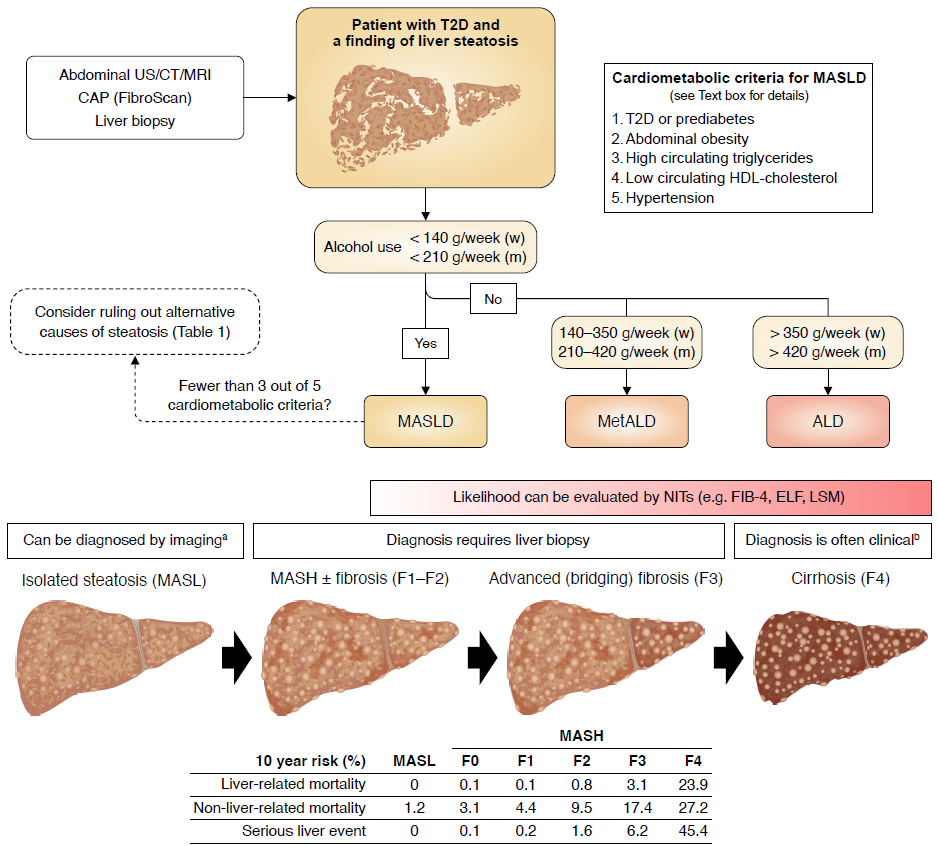 Patient with T2D and
a finding of liver steatosis
Abdominal US/CT/MRI
CAP (FibroScan)
Liver biopsy
Cardiometabolic criteria for MASLD
(see Text box for details)
1. T2D or prediabetes
2. Abdominal obesity
3. High circulating triglycerides
4. Low circulating HDL-cholesterol
5. Hypertension
Alcohol use < 140 g/week (w)
< 210 g/week (m)
No
Yes
Consider ruling out alternative
causes of steatosis (Table 1)
Fewer than 3 out of 5
cardiometabolic criteria?
140–350 g/week (w)
210–420 g/week (m)
> 350 g/week (w)
> 420 g/week (m)
MASLD
MetALD
ALD
Likelihood can be evaluated by NITs (e.g. FIB-4, ELF, LSM)
Can be diagnosed by imagingᵃ
Diagnosis requires liver biopsy
Diagnosis is often clinicalᵇ
Isolated steatosis (MASL)
MASH ± fibrosis (F1–F2)
Advanced (bridging) fibrosis (F3)
Cirrhosis (F4)
MASH
10 year risk (%) MASL F0 F1 F2 F3 F4
Liver-related mortality 0 0.1 0.1 0.8 3.1 23.9
Non-liver-related mortality 1.2 3.1 4.4 9.5 17.4 27.2
Serious liver event 0 0.1 0.2 1.6 6.2 45.4